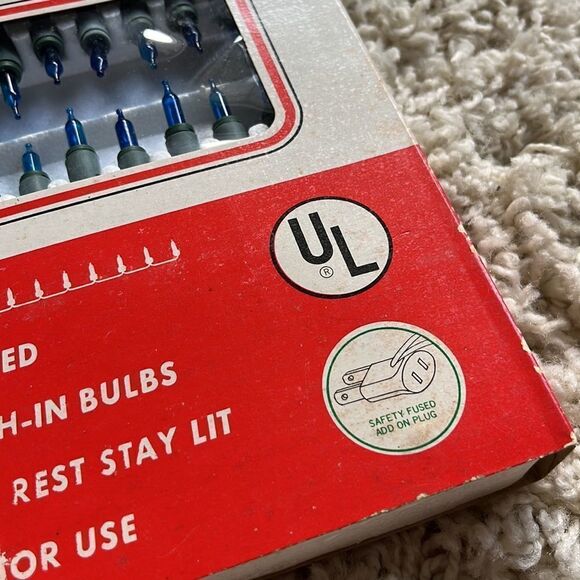 UL
®
SAFETY FUSED
ADD ON PLUG
ED
H-IN BULBS
REST STAY LIT
OR USE